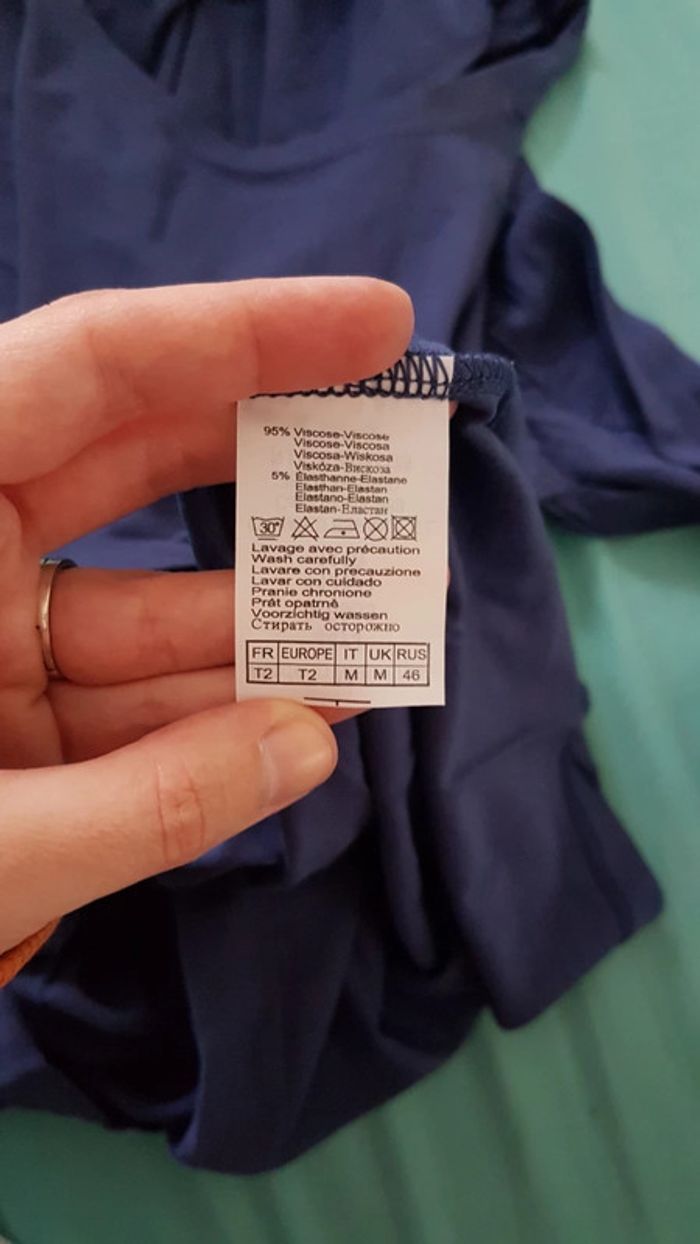 95% Viscose-Viscose
Viscose-Viscosa
Viscosa-Wiskosa
Viskóza-Вискоза
5% Élasthanne-Elastane
Elasthan-Elastan
Elastano-Elastan
Elastan-Еластан
30°
Lavage avec précaution
Wash carefully
Lavare con precauzione
Lavar con cuidado
Pranie chronione
Prát opatrně
Voorzichtig wassen
Стирать осторожно
FR EUROPE IT UK RUS
T2 T2 M M 46